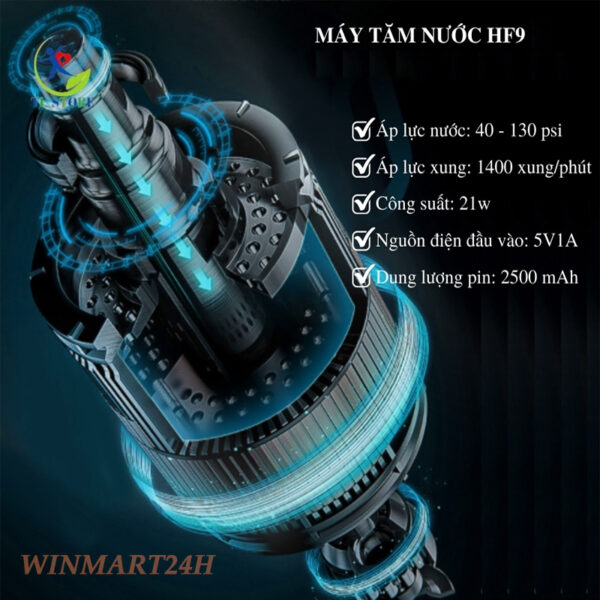 MÁY TĂM NƯỚC HF9
Áp lực nước: 40 - 130 psi
Áp lực xung: 1400 xung/phút
Công suất: 21w
Nguồn điện đầu vào: 5V1A
Dung lượng pin: 2500 mAh
WINMART24H